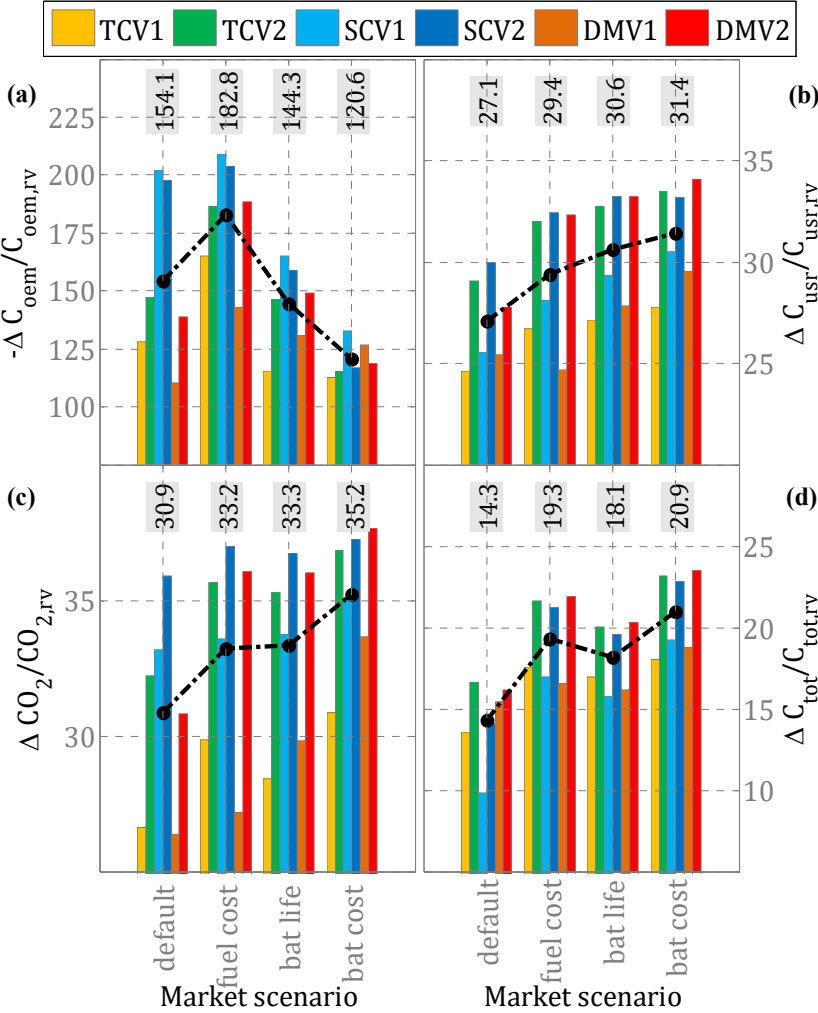 TCV1 TCV2 SCV1 SCV2 DMV1 DMV2
(a)
154.1 182.8 144.3 120.6
225
200
175
150
125
100
-Δ C_oem/C_oem,rv
(b)
27.1 29.4 30.6 31.4
35
30
25
Δ C_usr/C_usr,rv
(c)
30.9 33.2 33.3 35.2
35
30
Δ CO_2/CO_2,rv
default fuel cost bat life bat cost
Market scenario
(d)
14.3 19.3 18.1 20.9
25
20
15
10
Δ C_tot/C_tot,rv
default fuel cost bat life bat cost
Market scenario